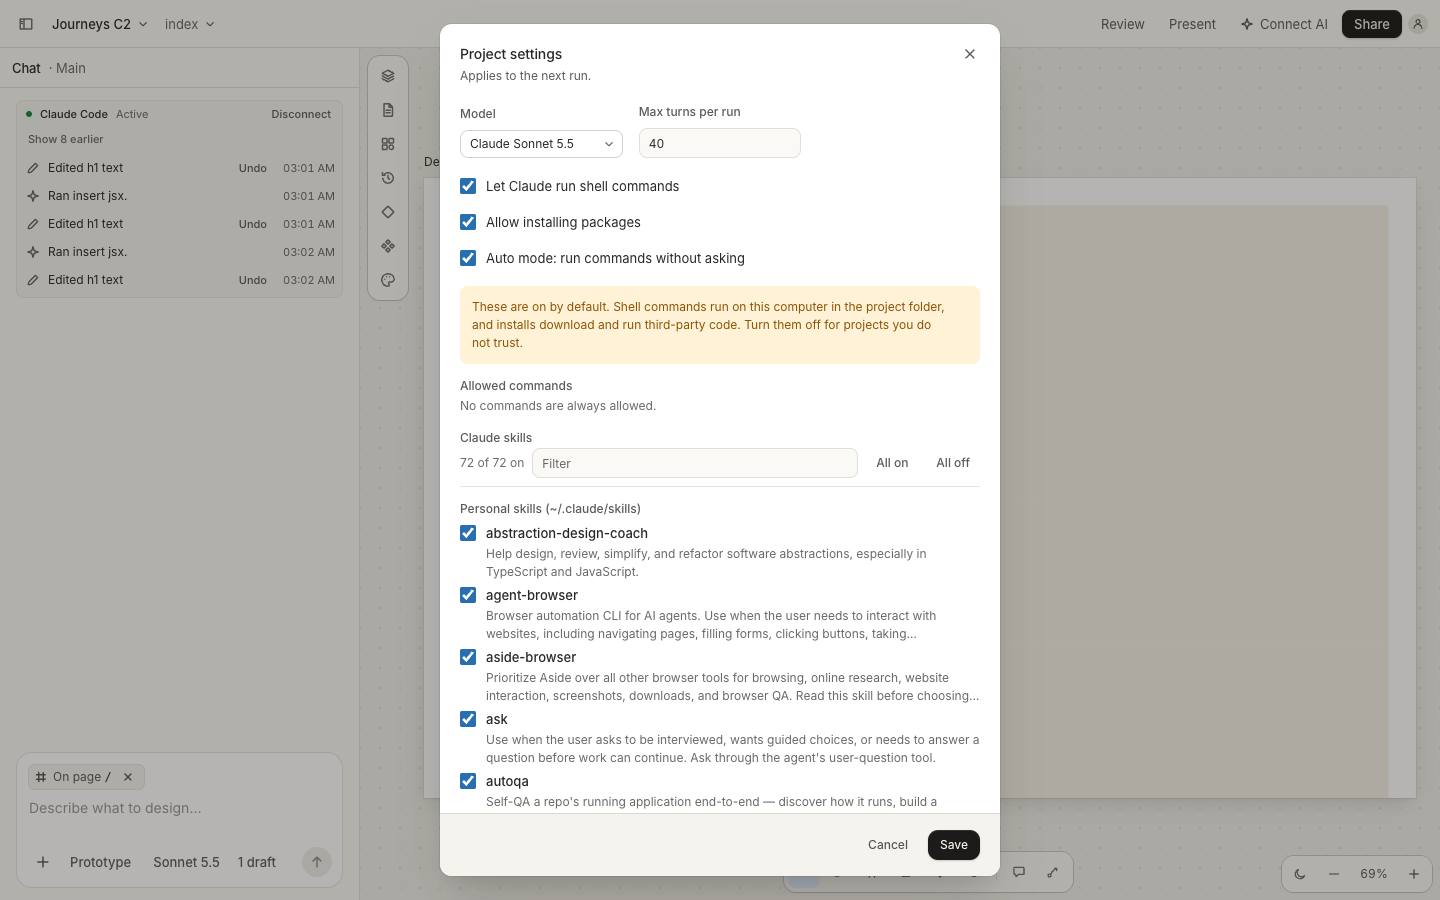 Journeys C2
index
Review
Present
Connect AI
Share
Chat · Main
Claude Code Active
Disconnect
Show 8 earlier
Edited h1 text Undo 03:01 AM
Ran insert jsx. 03:01 AM
Edited h1 text Undo 03:01 AM
Ran insert jsx. 03:02 AM
Edited h1 text Undo 03:02 AM
On page /
Describe what to design...
Prototype
Sonnet 5.5
1 draft
De
Project settings
Applies to the next run.
Model
Max turns per run
Claude Sonnet 5.5
40
Let Claude run shell commands
Allow installing packages
Auto mode: run commands without asking
These are on by default. Shell commands run on this computer in the project folder,
and installs download and run third-party code. Turn them off for projects you do
not trust.
Allowed commands
No commands are always allowed.
Claude skills
72 of 72 on
Filter
All on
All off
Personal skills (~/.claude/skills)
abstraction-design-coach
Help design, review, simplify, and refactor software abstractions, especially in
TypeScript and JavaScript.
agent-browser
Browser automation CLI for AI agents. Use when the user needs to interact with
websites, including navigating pages, filling forms, clicking buttons, taking...
aside-browser
Prioritize Aside over all other browser tools for browsing, online research, website
interaction, screenshots, downloads, and browser QA. Read this skill before choosing...
ask
Use when the user asks to be interviewed, wants guided choices, or needs to answer a
question before work can continue. Ask through the agent's user-question tool.
autoqa
Self-QA a repo's running application end-to-end — discover how it runs, build a
Cancel
Save
69%